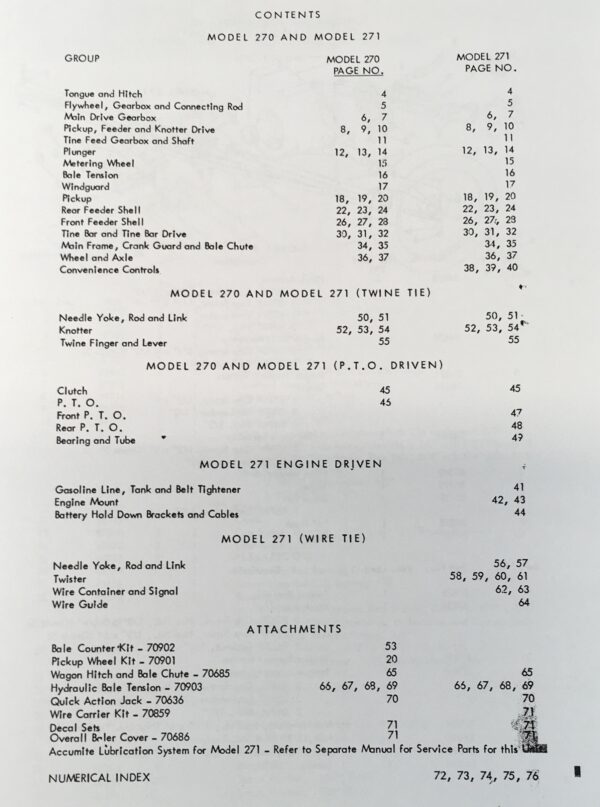 CONTENTS
MODEL 270 AND MODEL 271
GROUP MODEL 270 MODEL 271
PAGE NO. PAGE NO.
Tongue and Hitch 4 4
Flywheel, Gearbox and Connecting Rod 5 5
Main Drive Gearbox 6, 7 6, 7
Pickup, Feeder and Knotter Drive 8, 9, 10 8, 9, 10
Tine Feed Gearbox and Shaft 11 11
Plunger 12, 13, 14 12, 13, 14
Metering Wheel 15 15
Bale Tension 16 16
Windguard 17 17
Pickup 18, 19, 20 18, 19, 20
Rear Feeder Shell 22, 23, 24 22, 23, 24
Front Feeder Shell 26, 27, 28 26, 27, 28
Tine Bar and Tine Bar Drive 30, 31, 32 30, 31, 32
Main Frame, Crank Guard and Bale Chute 34, 35 34, 35
Wheel and Axle 36, 37 36, 37
Convenience Controls 38, 39, 40
MODEL 270 AND MODEL 271 (TWINE TIE)
Needle Yoke, Rod and Link 50, 51 50, 51
Knotter 52, 53, 54 52, 53, 54
Twine Finger and Lever 55 55
MODEL 270 AND MODEL 271 (P.T.O. DRIVEN)
Clutch 45 45
P. T. O. 46
Front P. T. O. 47
Rear P. T. O. 48
Bearing and Tube 49
MODEL 271 ENGINE DRIVEN
Gasoline Line, Tank and Belt Tightener 41
Engine Mount 42, 43
Battery Hold Down Brackets and Cables 44
MODEL 271 (WIRE TIE)
Needle Yoke, Rod and Link 56, 57
Twister 58, 59, 60, 61
Wire Container and Signal 62, 63
Wire Guide 64
ATTACHMENTS
Bale Counter Kit - 70902 53
Pickup Wheel Kit - 70901 20
Wagon Hitch and Bale Chute - 70685 65 65
Hydraulic Bale Tension - 70903 66, 67, 68, 69 66, 67, 68, 69
Quick Action Jack - 70636 70 70
Wire Carrier Kit - 70859 71
Decal Sets 71 71
Overall Baler Cover - 70686 71 71
Accumite Lubrication System for Model 271 - Refer to Separate Manual for Service Parts for this
NUMERICAL INDEX 72, 73, 74, 75, 76